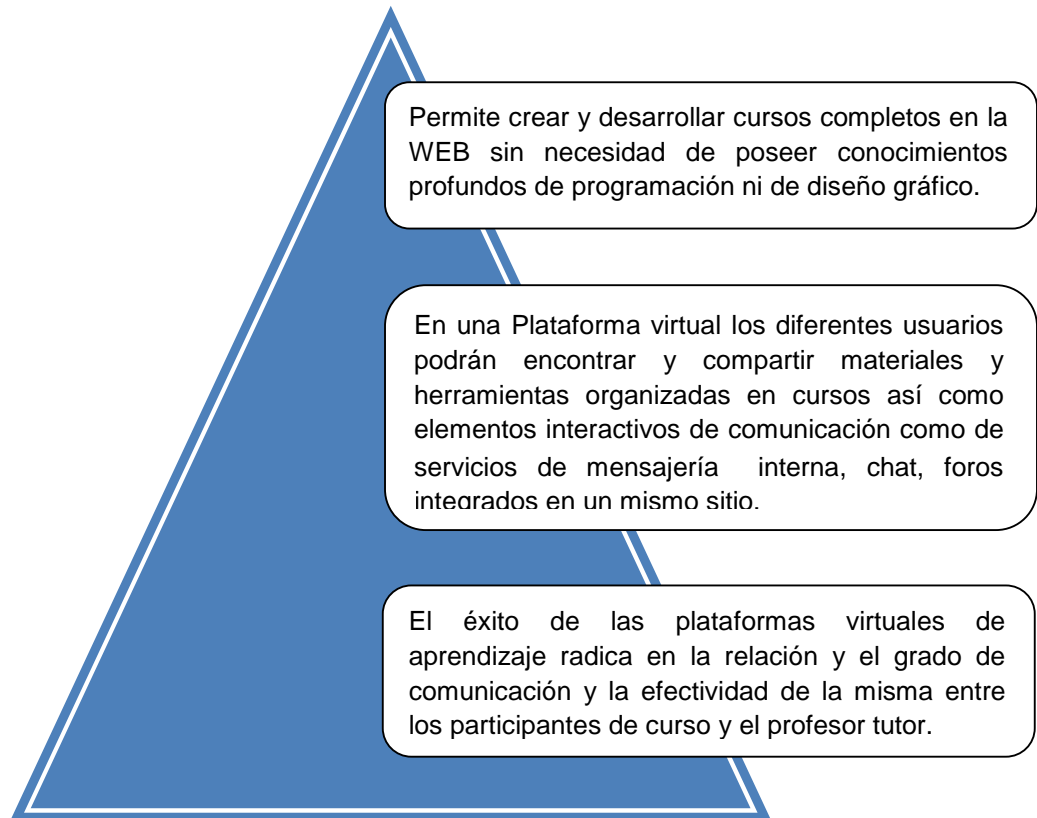 Permite crear y desarrollar cursos completos en la
WEB sin necesidad de poseer conocimientos
profundos de programación ni de diseño gráfico.
En una Plataforma virtual los diferentes usuarios
podrán encontrar y compartir materiales y
herramientas organizadas en cursos así como
elementos interactivos de comunicación como de
servicios de mensajería interna, chat, foros
integrados en un mismo sitio.
El éxito de las plataformas virtuales de
aprendizaje radica en la relación y el grado de
comunicación y la efectividad de la misma entre
los participantes de curso y el profesor tutor.